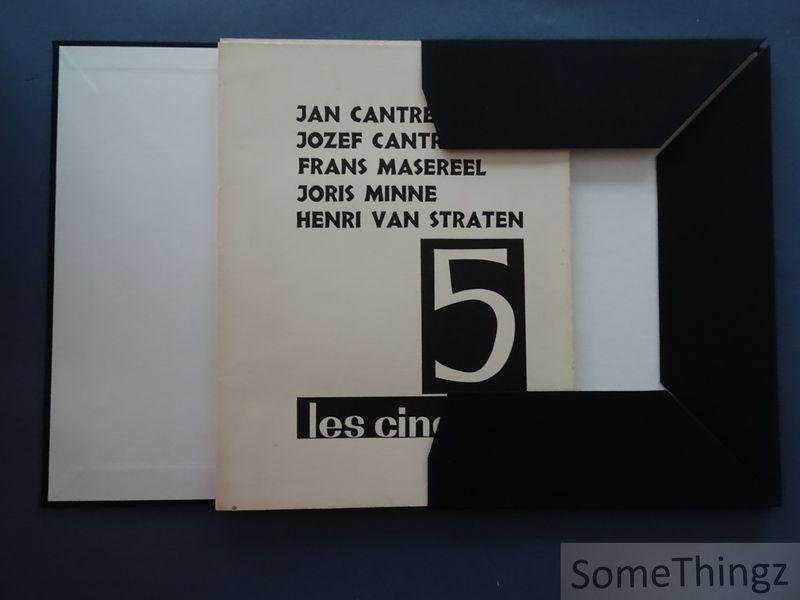 JAN CANTRE
JOZEF CANTR
FRANS MASEREEL
JORIS MINNE
HENRI VAN STRATEN
5
les cinq
SomeThingz